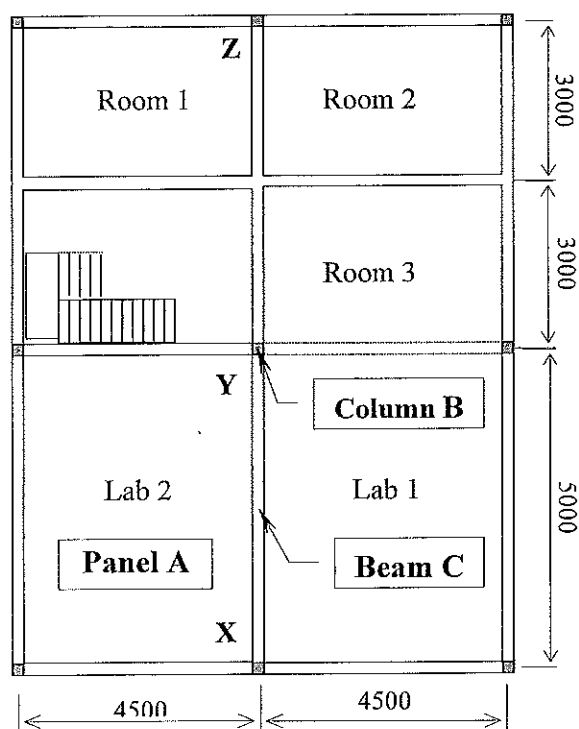 Z
Room 1
Room 2
3000
Room 3
3000
Y
Column B
Lab 2
Lab 1
5000
Panel A
Beam C
X
4500
4500